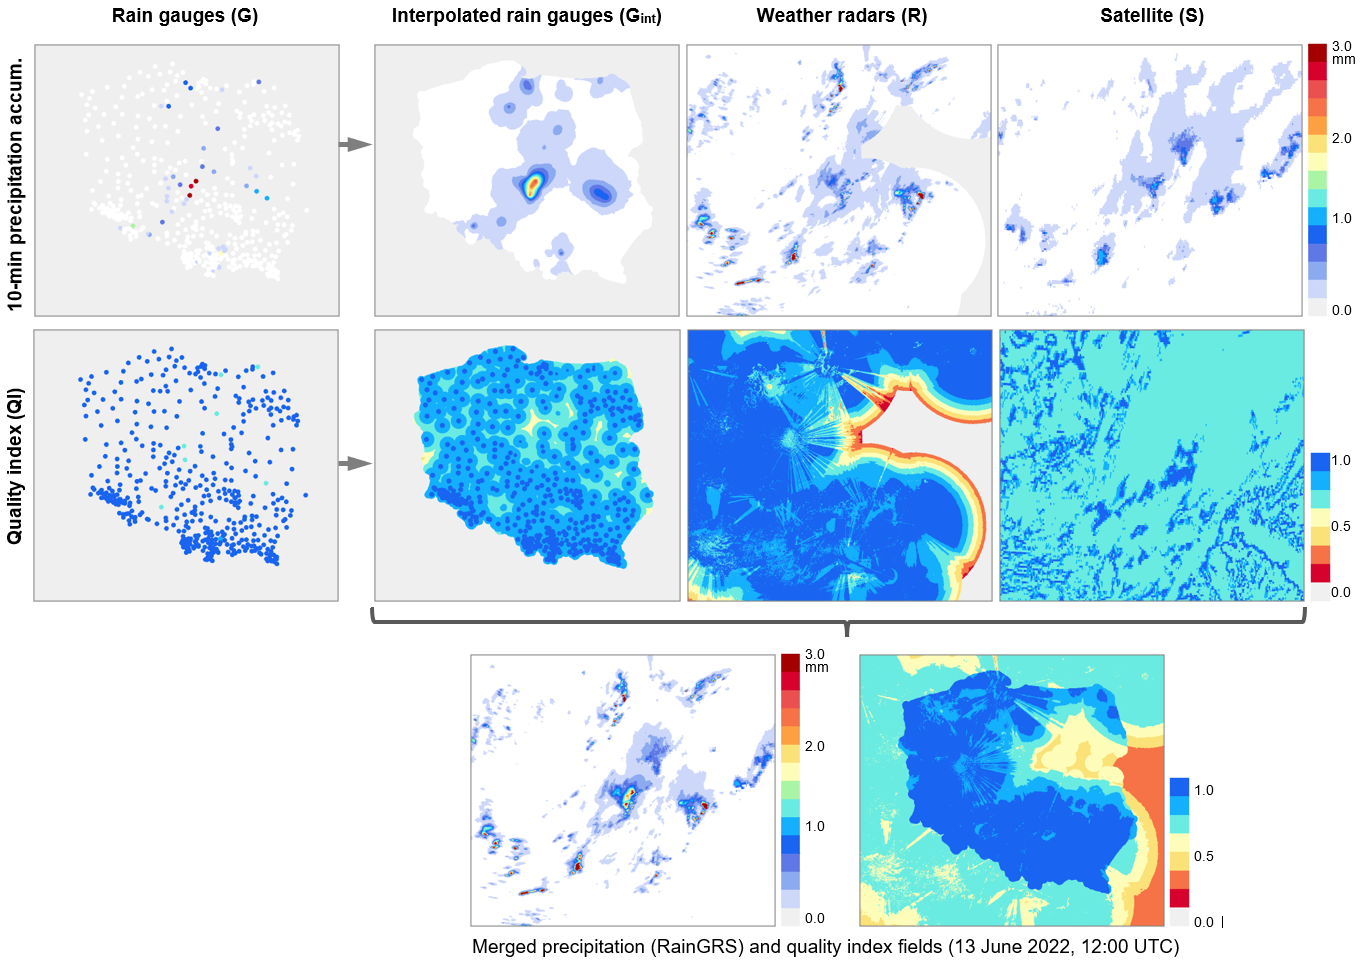 Rain gauges (G)
Interpolated rain gauges (Gint)
Weather radars (R)
Satellite (S)
10-min precipitation accum.
3.0
mm
2.0
1.0
0.0
Quality index (QI)
1.0
0.5
0.0
3.0
mm
2.0
1.0
0.0
1.0
0.5
0.0 |
Merged precipitation (RainGRS) and quality index fields (13 June 2022, 12:00 UTC)